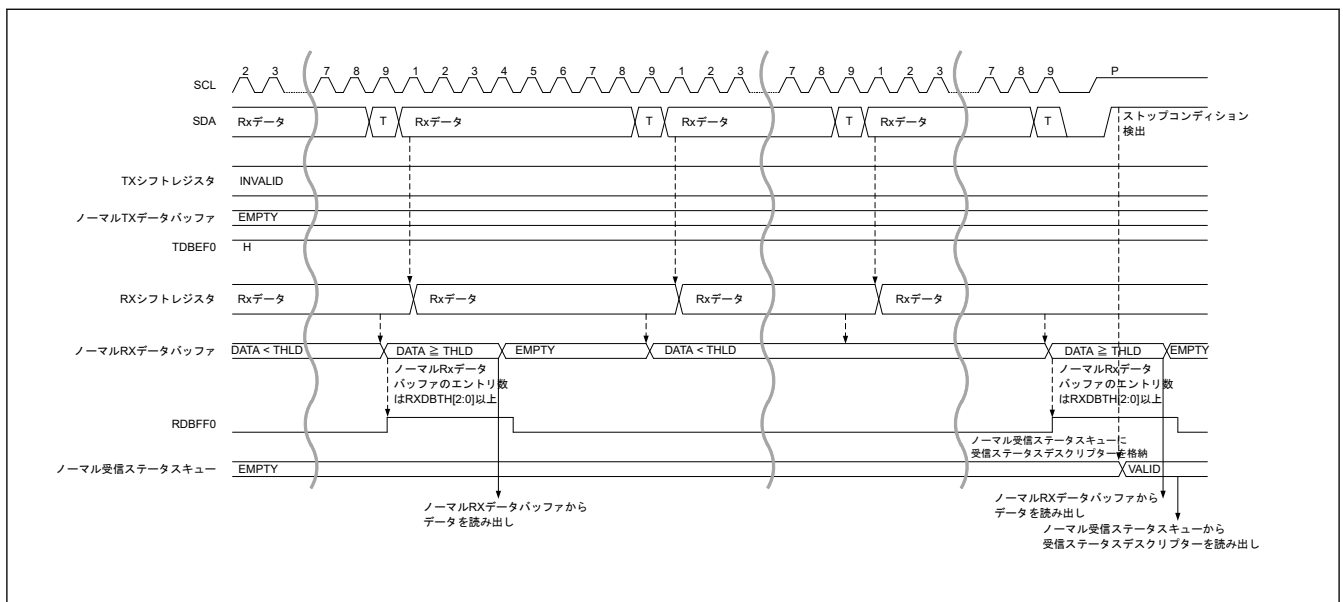 SCL 2 3 7 8 9 1 2 3 4 5 6 7 8 9 1 2 3 7 8 9 1 2 3 7 8 9 P
SDA Rxデータ T Rxデータ T Rxデータ T Rxデータ T
ストップコンディション
検出
TXシフトレジスタ INVALID
ノーマルTXデータバッファ EMPTY
TDBEF0 H
RXシフトレジスタ Rxデータ Rxデータ Rxデータ Rxデータ
ノーマルRXデータバッファ DATA < THLD DATA ≧ THLD EMPTY DATA < THLD DATA ≧ THLD EMPTY
ノーマルRxデータ
バッファのエントリ数
はRXDBTH[2:0]以上
ノーマルRxデータ
バッファのエントリ数
はRXDBTH[2:0]以上
RDBFF0
ノーマル受信ステータスキューに
受信ステータスデスクリプターを格納
ノーマル受信ステータスキュー EMPTY VALID
ノーマルRXデータバッファから
データを読み出し
ノーマルRXデータバッファから
データを読み出し
ノーマル受信ステータスキューから
受信ステータスデスクリプターを読み出し